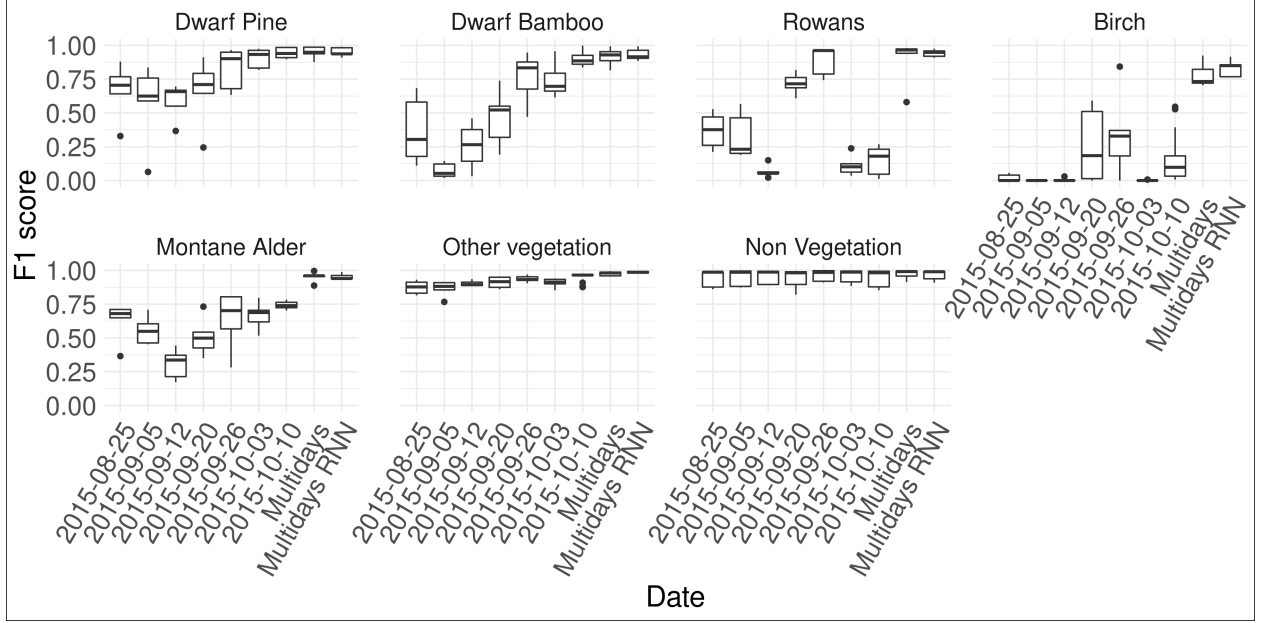 Dwarf Pine
Dwarf Bamboo
Rowans
Birch
1.00
0.75
0.50
0.25
0.00
2015-08-25
2015-09-05
2015-09-12
2015-09-20
2015-09-26
2015-10-03
2015-10-10
Multidays
Multidays RNN
F1 score
Montane Alder
Other vegetation
Non Vegetation
1.00
0.75
0.50
0.25
0.00
2015-08-25
2015-09-05
2015-09-12
2015-09-20
2015-09-26
2015-10-03
2015-10-10
Multidays
Multidays RNN
2015-08-25
2015-09-05
2015-09-12
2015-09-20
2015-09-26
2015-10-03
2015-10-10
Multidays
Multidays RNN
2015-08-25
2015-09-05
2015-09-12
2015-09-20
2015-09-26
2015-10-03
2015-10-10
Multidays
Multidays RNN
Date